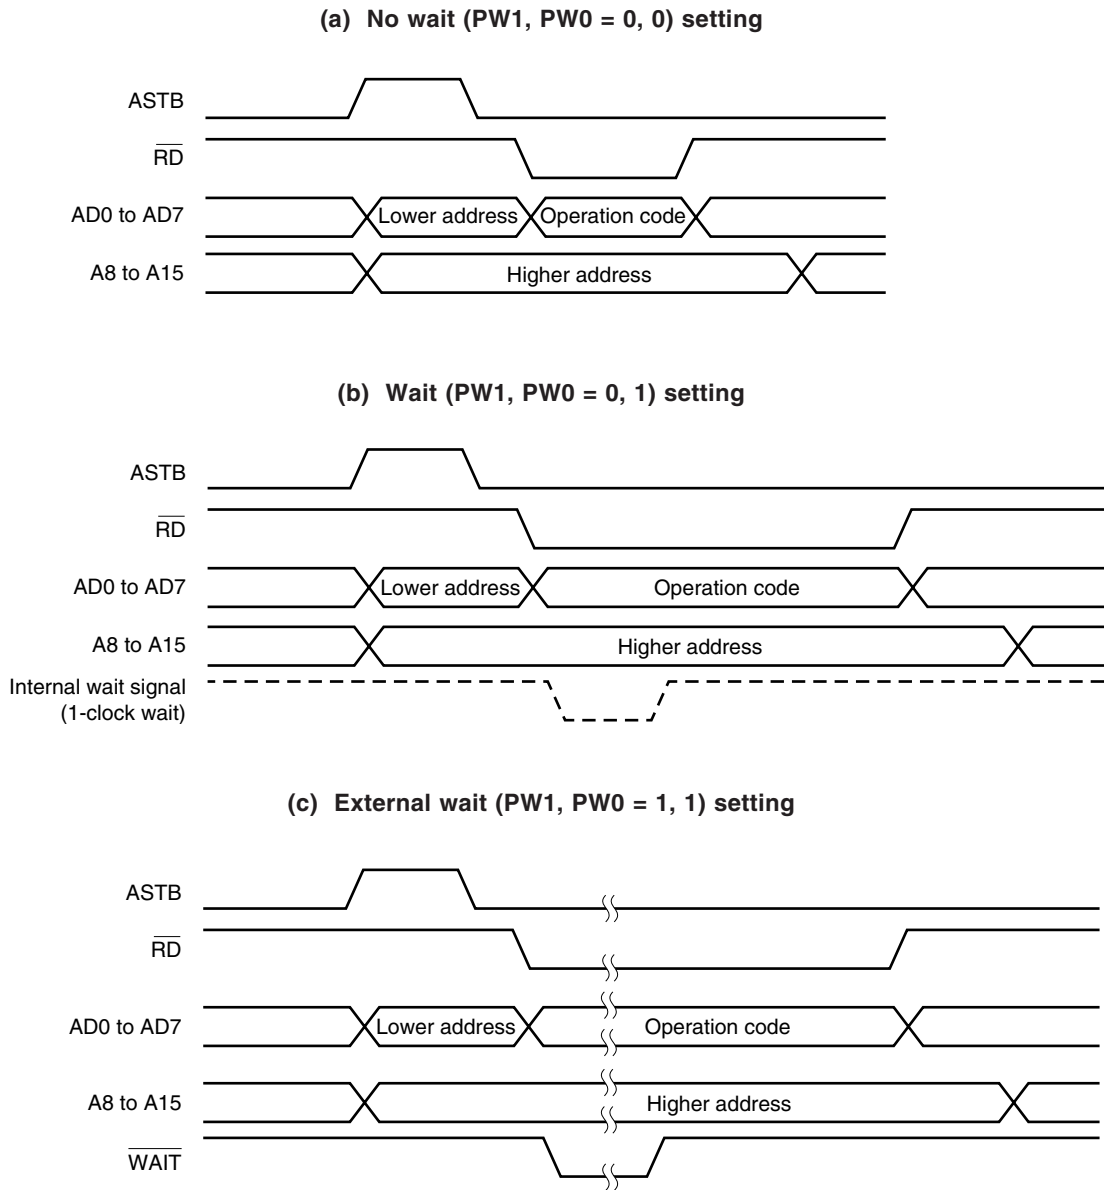 (a) No wait (PW1, PW0 = 0, 0) setting
ASTB
RD
AD0 to AD7
Lower address
Operation code
A8 to A15
Higher address
(b) Wait (PW1, PW0 = 0, 1) setting
ASTB
RD
AD0 to AD7
Lower address
Operation code
A8 to A15
Higher address
Internal wait signal
(1-clock wait)
(c) External wait (PW1, PW0 = 1, 1) setting
ASTB
RD
AD0 to AD7
Lower address
Operation code
A8 to A15
Higher address
WAIT